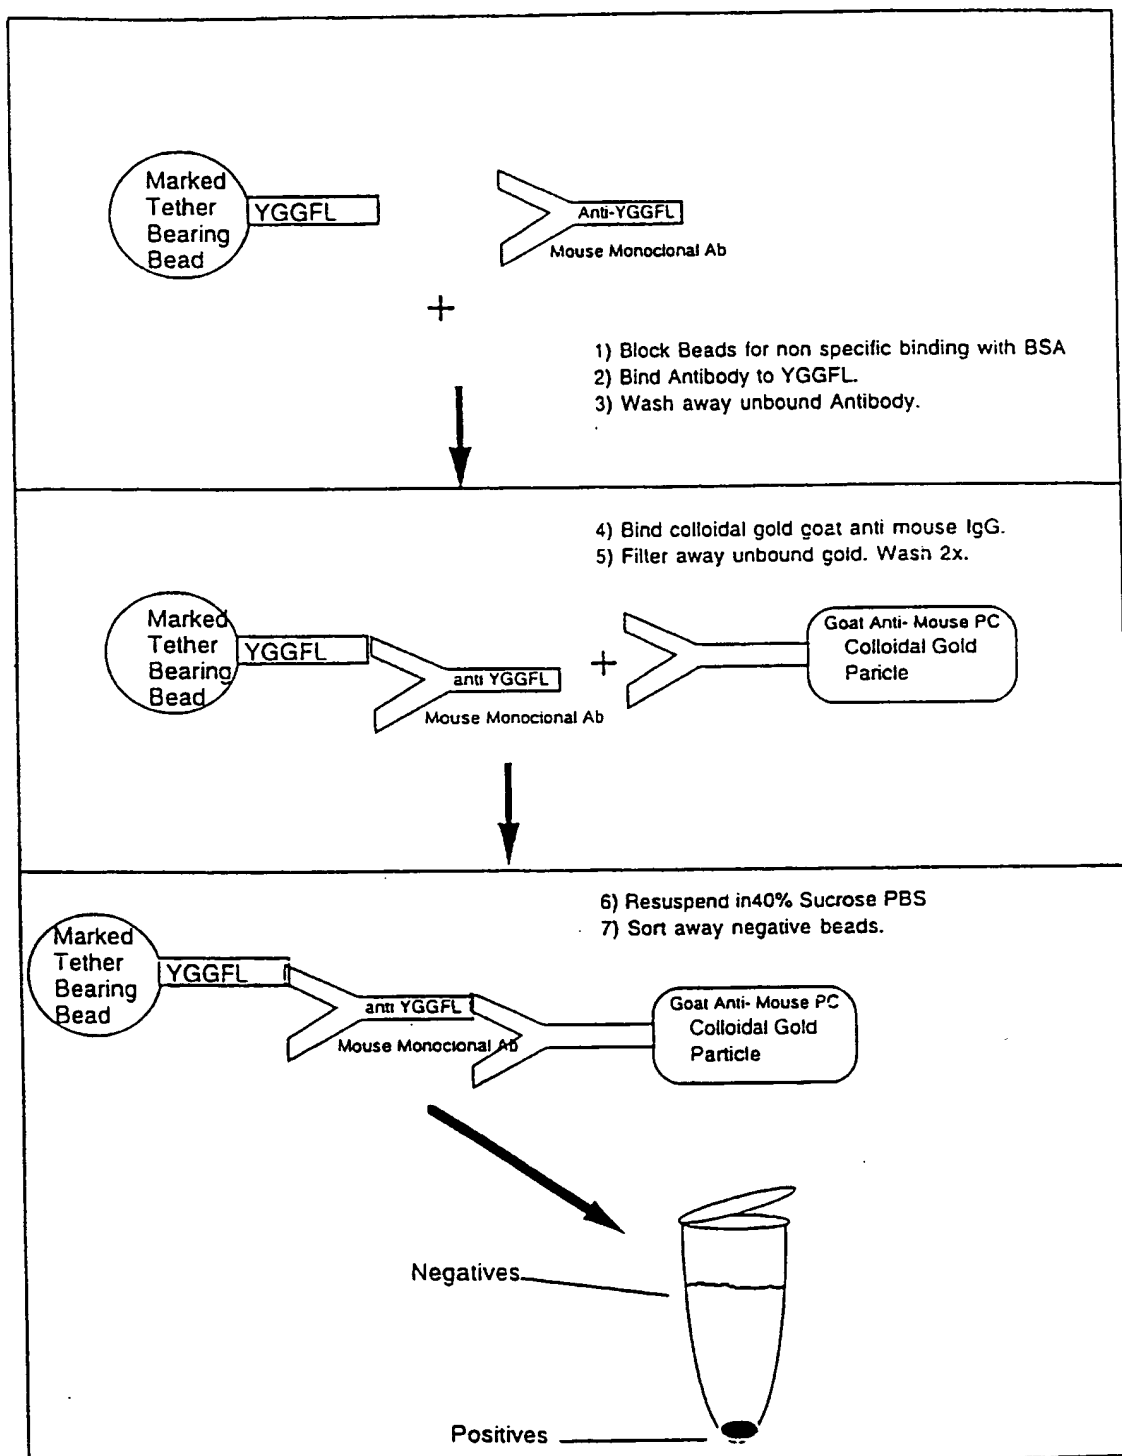 Marked
Tether
Bearing
Bead
YGGFL
Anti-YGGFL
Mouse Monoclonal Ab
+
1) Block Beads for non specific binding with BSA
2) Bind Antibody to YGGFL.
3) Wash away unbound Antibody.
4) Bind colloidal gold goat anti mouse IgG.
5) Filter away unbound gold. Wash 2x.
Marked
Tether
Bearing
Bead
YGGFL
anti YGGFL
Mouse Monoclonal Ab
+
Goat Anti- Mouse PC
Colloidal Gold
Paricle
6) Resuspend in40% Sucrose PBS
7) Sort away negative beads.
Marked
Tether
Bearing
Bead
YGGFL
anti YGGFL
Mouse Monoclonal Ab
Goat Anti- Mouse PC
Colloidal Gold
Particle
Negatives
Positives